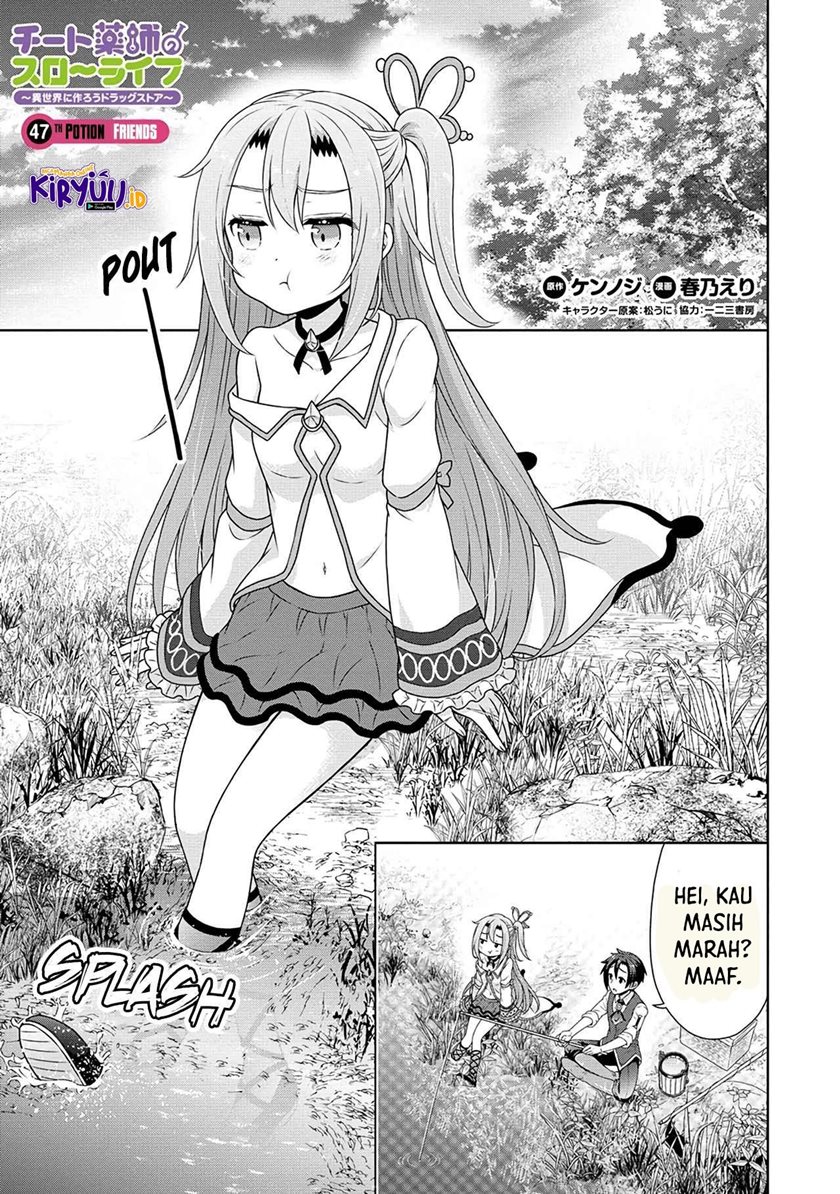 チート薬師の
スローライフ
~異世界に作ろうドラッグストア~
47TH POTION FRIENDS
KIRYUU.ID
POUT
原作 ケンノジ 漫画 春乃えり
キャラクター原案:松うに 協力:一二三書房
HEI, KAU
MASIH
MARAH?
MAAF.
SPLASH